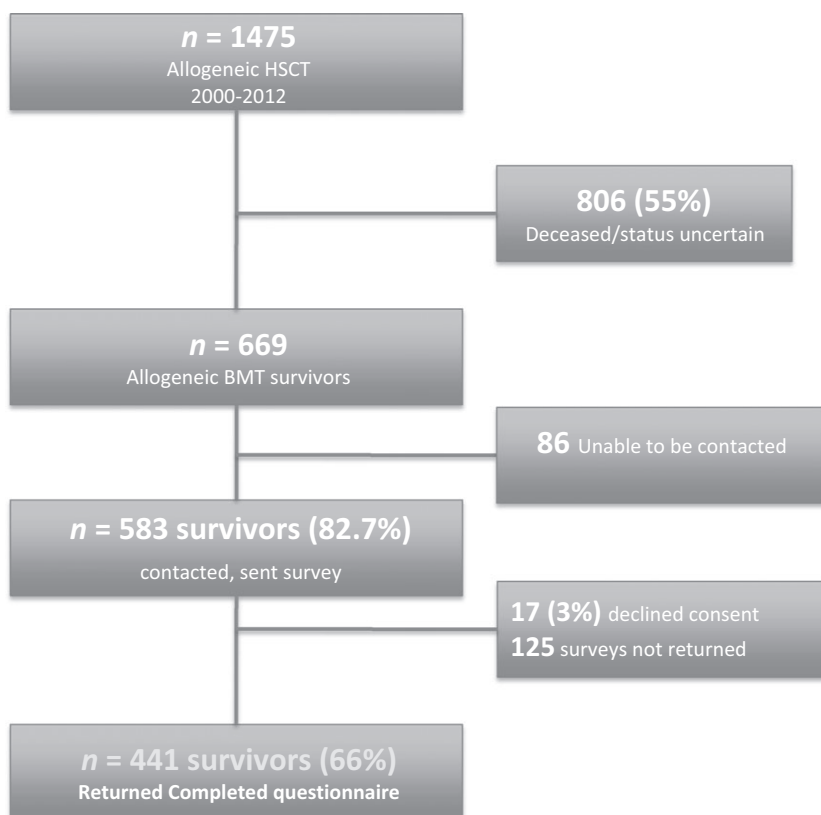 n = 1475
Allogeneic HSCT
2000-2012
806 (55%)
Deceased/status uncertain
n = 669
Allogeneic BMT survivors
86 Unable to be contacted
n = 583 survivors (82.7%)
contacted, sent survey
17 (3%) declined consent
125 surveys not returned
n = 441 survivors (66%)
Returned Completed questionnaire